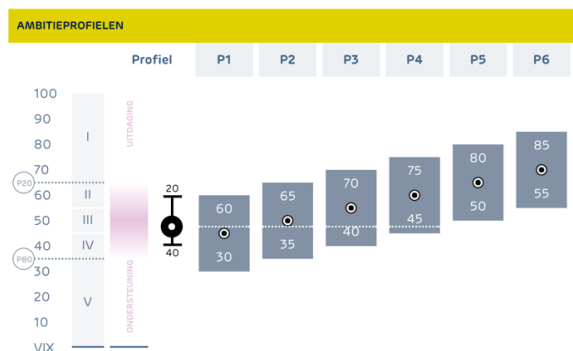 AMBITIEPROFIELEN
Profiel P1 P2 P3 P4 P5 P6
100
90
80
70
60
50
40
30
20
10
VIX
I
II
III
IV
V
P20
P80
UITDAGING
ONDERSTEUNING
20
40
60
30
65
35
70
40
75
45
80
50
85
55